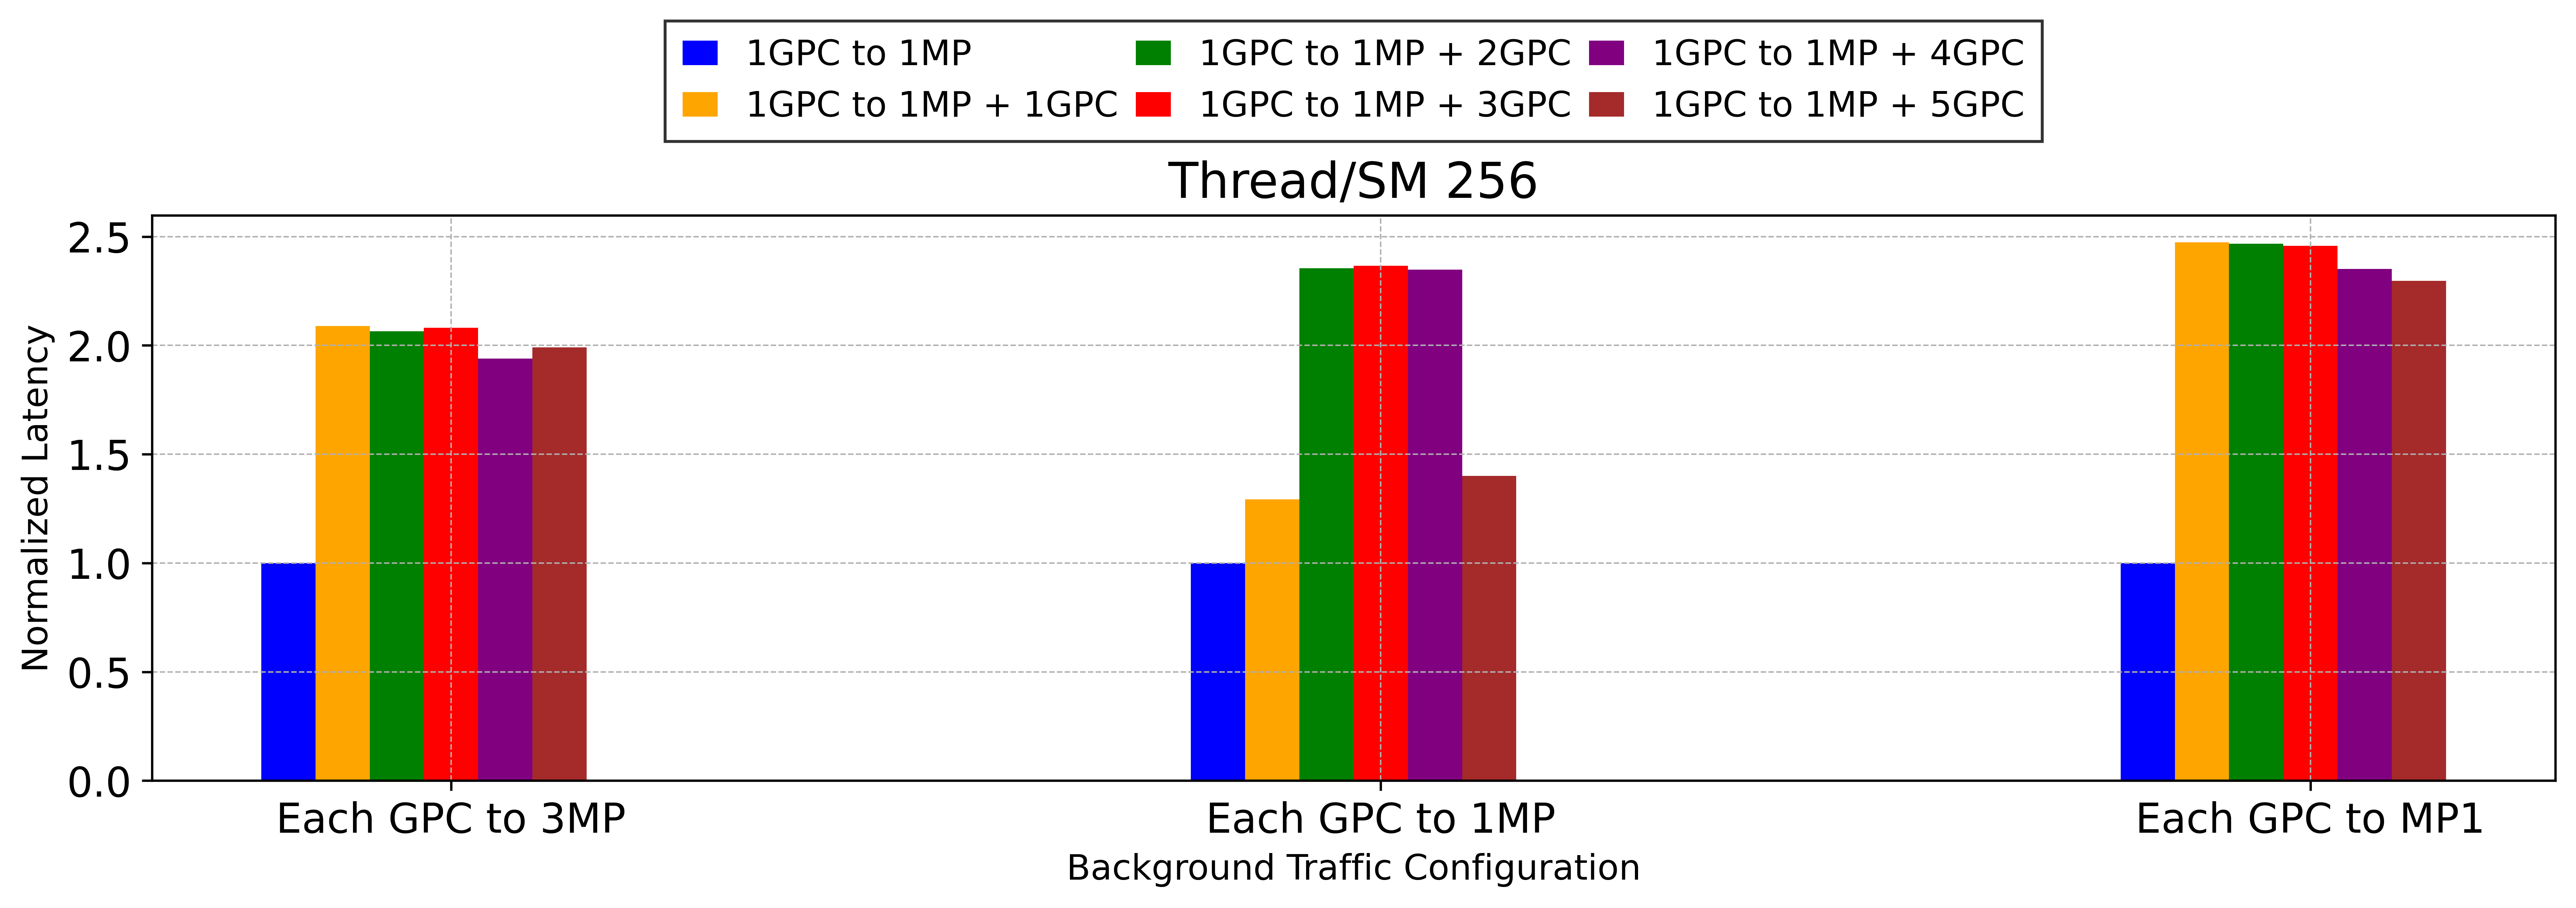 1GPC to 1MP
1GPC to 1MP + 1GPC
1GPC to 1MP + 2GPC
1GPC to 1MP + 3GPC
1GPC to 1MP + 4GPC
1GPC to 1MP + 5GPC
Thread/SM 256
Normalized Latency
2.5
2.0
1.5
1.0
0.5
0.0
Each GPC to 3MP
Each GPC to 1MP
Each GPC to MP1
Background Traffic Configuration